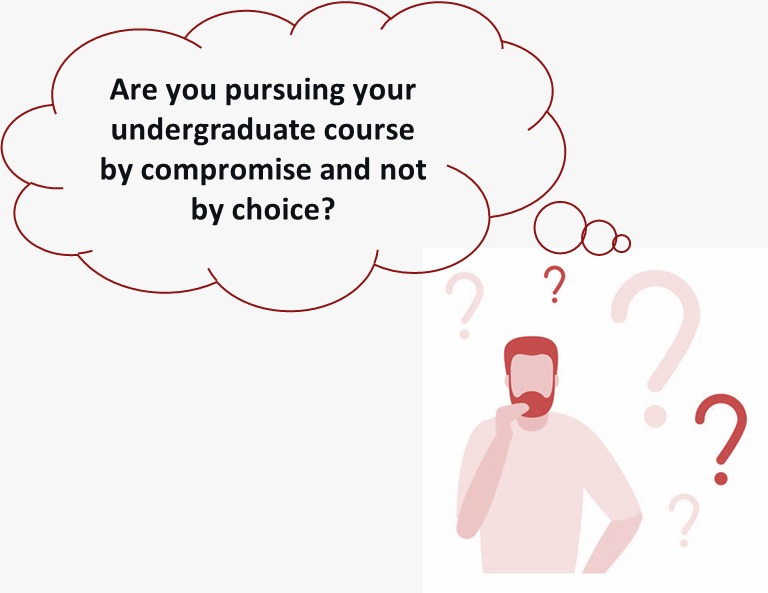 Are you pursuing your
undergraduate course
by compromise and not
by choice?